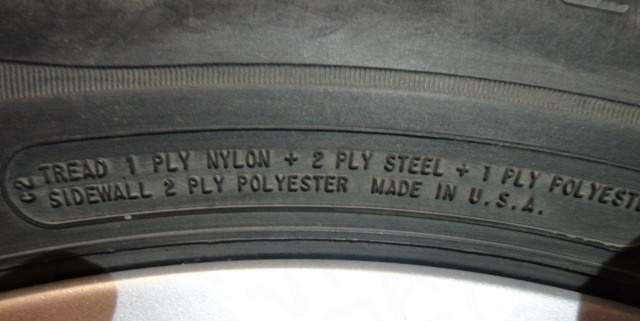 C2
TREAD 1 PLY NYLON + 2 PLY STEEL + 1 PLY POLYESTE
SIDEWALL 2 PLY POLYESTER MADE IN U.S.A.